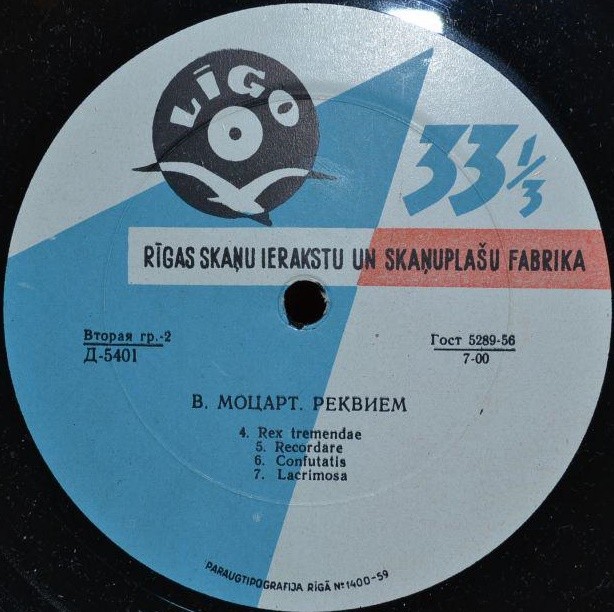 LĪGO
33 1/3
RĪGAS SKAŅU IERAKSTU UN SKAŅUPLAŠU FABRIKA
Вторая гр.-2
Д-5401
Гост 5289-56
7-00
В. МОЦАРТ. РЕКВИЕМ
4. Rex tremendae
5. Recordare
6. Confutatis
7. Lacrimosa
PARAUGTIPOGRAFIJA RĪGĀ №1400-59